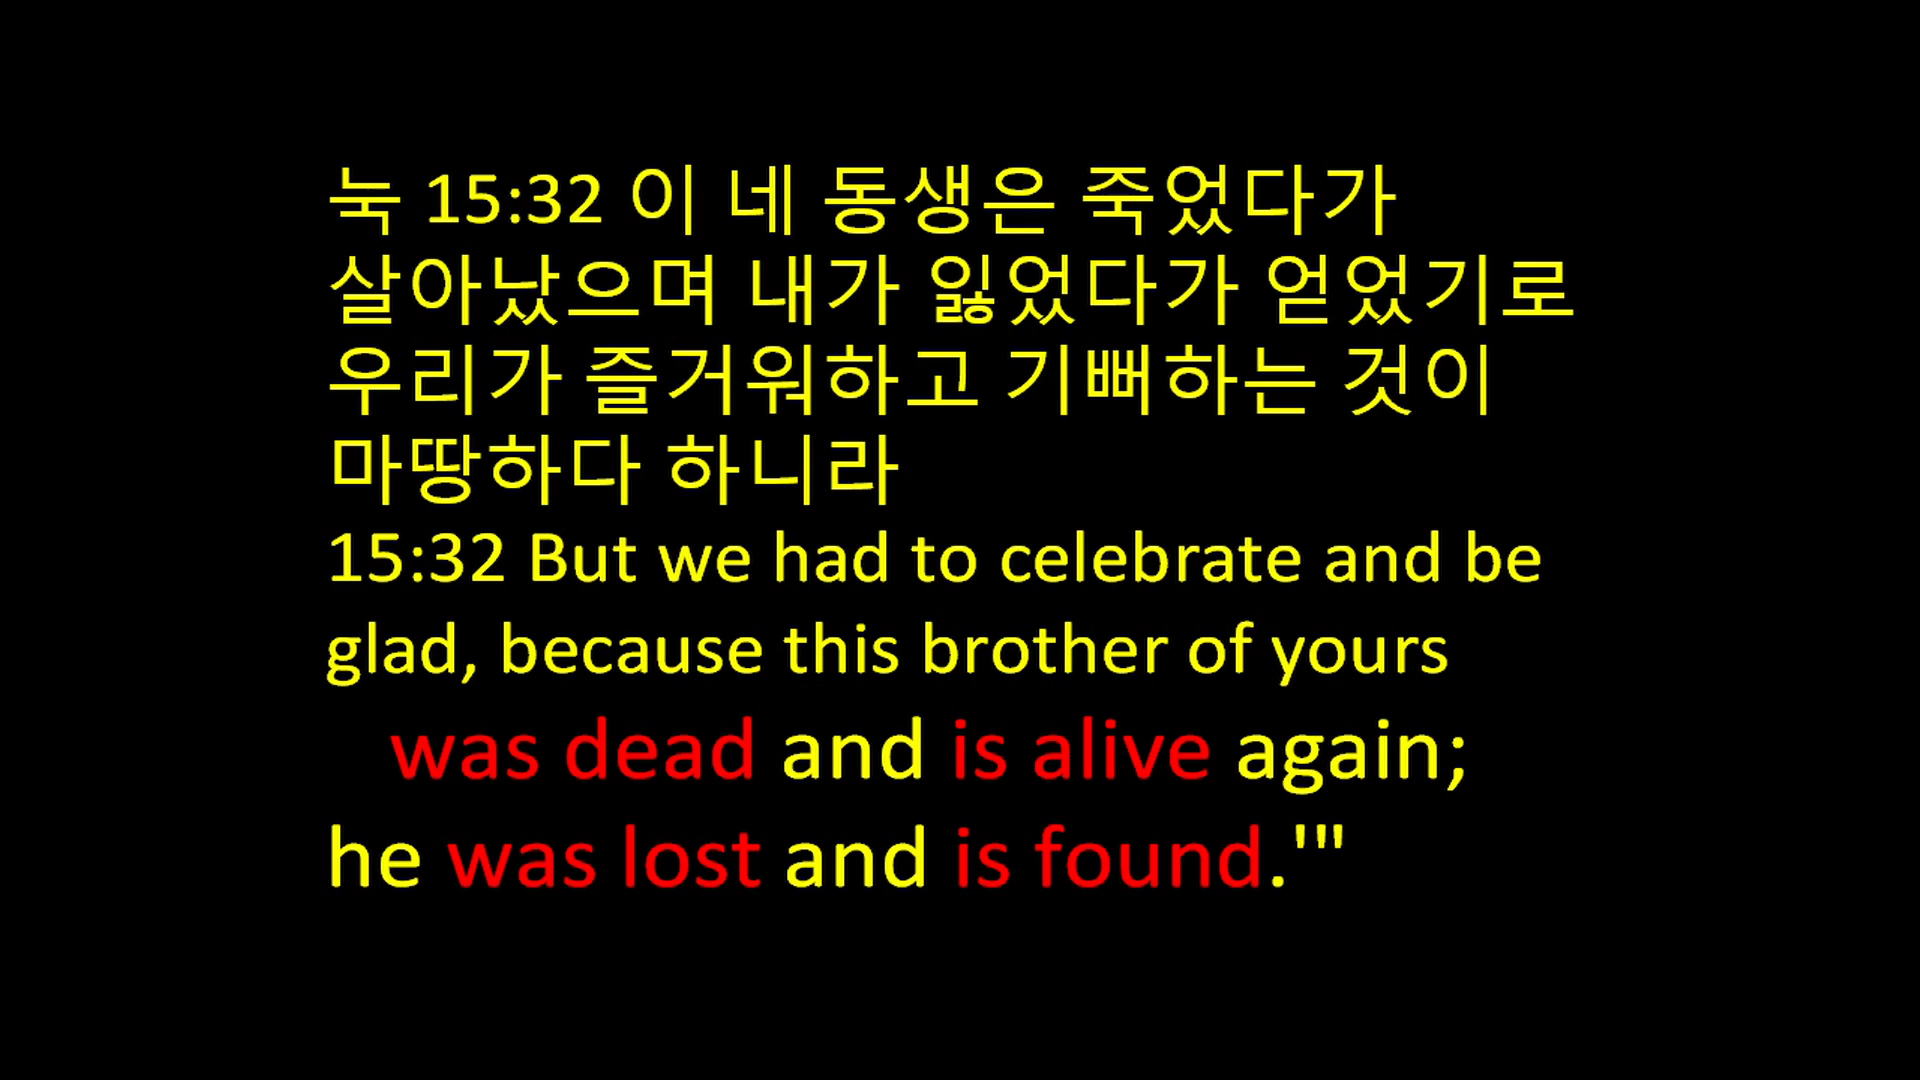 눅 15:32 이 네 동생은 죽었다가
살아났으며 내가 잃었다가 얻었기로
우리가 즐거워하고 기뻐하는 것이
마땅하다 하니라
15:32 But we had to celebrate and be
glad, because this brother of yours
was dead and is alive again;
he was lost and is found.'"